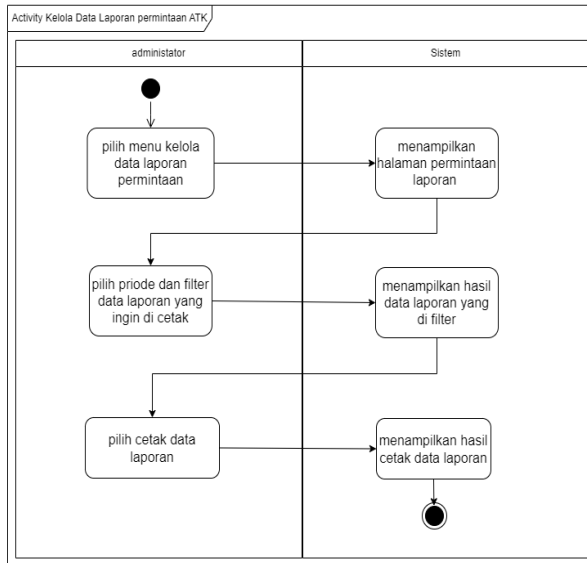 Activity Kelola Data Laporan permintaan ATK
administator
Sistem
pilih menu kelola
data laporan
permintaan
menampilkan
halaman permintaan
laporan
pilih priode dan filter
data laporan yang
ingin di cetak
menampilkan hasil
data laporan yang
di filter
pilih cetak data
laporan
menampilkan hasil
cetak data laporan